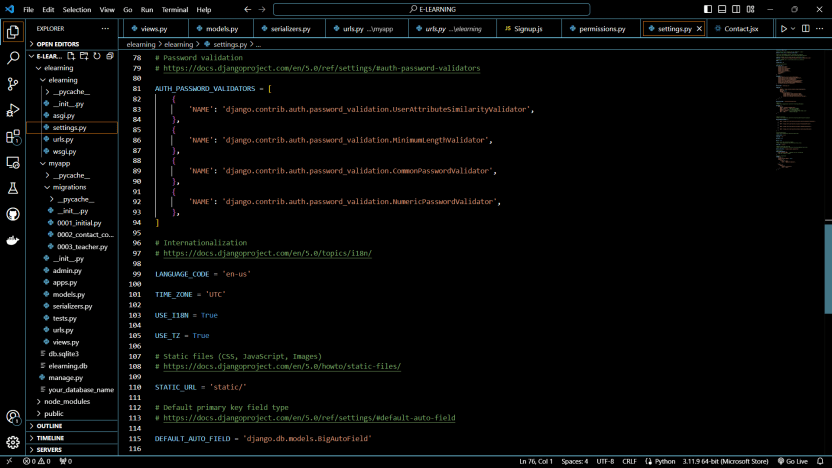 File Edit Selection View Go Run Terminal Help
E-LEARNING
EXPLORER
views.py models.py serializers.py urls.py ...\myapp urls.py ...\elearning JS Signup.js permissions.py settings.py Contact.jsx
elearning > elearning > settings.py > ...
OPEN EDITORS
E-LEAR...
elearning
elearning
__pycache__
__init__.py
asgi.py
settings.py
urls.py
wsgi.py
myapp
__pycache__
migrations
__pycache__
__init__.py
0001_initial.py
0002_contact_co...
0003_teacher.py
__init__.py
admin.py
apps.py
models.py
serializers.py
tests.py
urls.py
views.py
db.sqlite3
elearning.db
manage.py
your_database_name
node_modules
public
OUTLINE
TIMELINE
SERVERS
78 # Password validation
79 # https://docs.djangoproject.com/en/5.0/ref/settings/#auth-password-validators
80
81 AUTH_PASSWORD_VALIDATORS = [
82 {
83 'NAME': 'django.contrib.auth.password_validation.UserAttributeSimilarityValidator',
84 },
85 {
86 'NAME': 'django.contrib.auth.password_validation.MinimumLengthValidator',
87 },
88 {
89 'NAME': 'django.contrib.auth.password_validation.CommonPasswordValidator',
90 },
91 {
92 'NAME': 'django.contrib.auth.password_validation.NumericPasswordValidator',
93 },
94 ]
95
96 # Internationalization
97 # https://docs.djangoproject.com/en/5.0/topics/i18n/
98
99 LANGUAGE_CODE = 'en-us'
100
101 TIME_ZONE = 'UTC'
102
103 USE_I18N = True
104
105 USE_TZ = True
106
107 # Static files (CSS, JavaScript, Images)
108 # https://docs.djangoproject.com/en/5.0/howto/static-files/
109
110 STATIC_URL = 'static/'
111
112 # Default primary key field type
113 # https://docs.djangoproject.com/en/5.0/ref/settings/#default-auto-field
114
115 DEFAULT_AUTO_FIELD = 'django.db.models.BigAutoField'
116
0 0 0 Ln 76, Col 1 Spaces: 4 UTF-8 CRLF Python 3.11.9 64-bit (Microsoft Store) Go Live